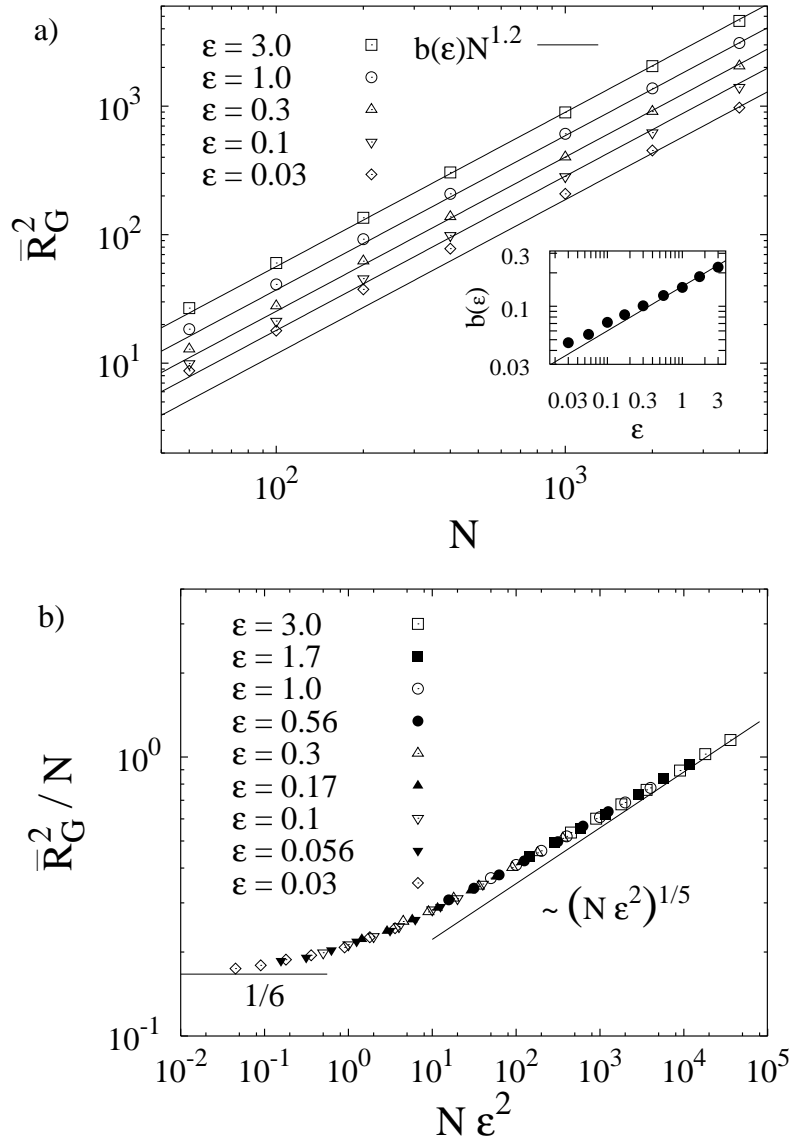 a)
ε = 3.0
ε = 1.0
ε = 0.3
ε = 0.1
ε = 0.03
b(ε)N^1.2
10^3
10^2
10^1
R̅_G^2
10^2
10^3
N
0.3
0.1
0.03
b(ε)
0.03 0.1 0.3 1 3
ε
b)
ε = 3.0
ε = 1.7
ε = 1.0
ε = 0.56
ε = 0.3
ε = 0.17
ε = 0.1
ε = 0.056
ε = 0.03
10^0
10^-1
R̅_G^2 / N
~ (N ε^2)^1/5
1/6
10^-2 10^-1 10^0 10^1 10^2 10^3 10^4 10^5
N ε^2